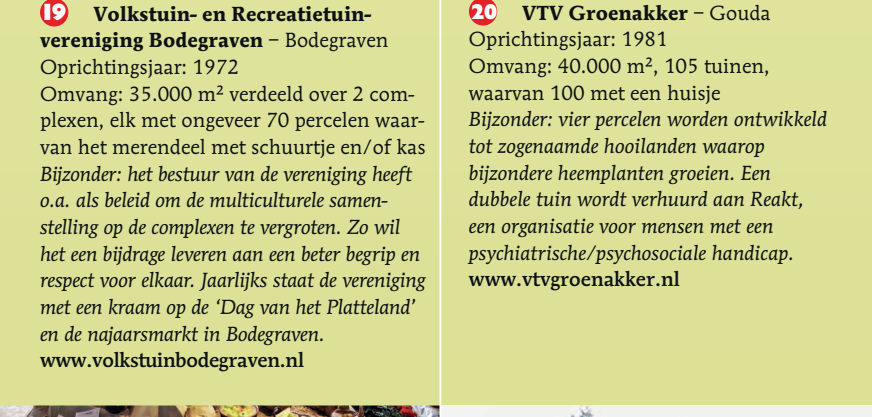 19 Volkstuin- en Recreatietuin-
vereniging Bodegraven – Bodegraven
Oprichtingsjaar: 1972
Omvang: 35.000 m² verdeeld over 2 com-
plexen, elk met ongeveer 70 percelen waar-
van het merendeel met schuurtje en/of kas
Bijzonder: het bestuur van de vereniging heeft
o.a. als beleid om de multiculturele samen-
stelling op de complexen te vergroten. Zo wil
het een bijdrage leveren aan een beter begrip en
respect voor elkaar. Jaarlijks staat de vereniging
met een kraam op de ‘Dag van het Platteland’
en de najaarsmarkt in Bodegraven.
www.volkstuinbodegraven.nl
20 VTV Groenakker – Gouda
Oprichtingsjaar: 1981
Omvang: 40.000 m², 105 tuinen,
waarvan 100 met een huisje
Bijzonder: vier percelen worden ontwikkeld
tot zogenaamde hooilanden waarop
bijzondere heemplanten groeien. Een
dubbele tuin wordt verhuurd aan Reakt,
een organisatie voor mensen met een
psychiatrische/psychosociale handicap.
www.vtvgroenakker.nl